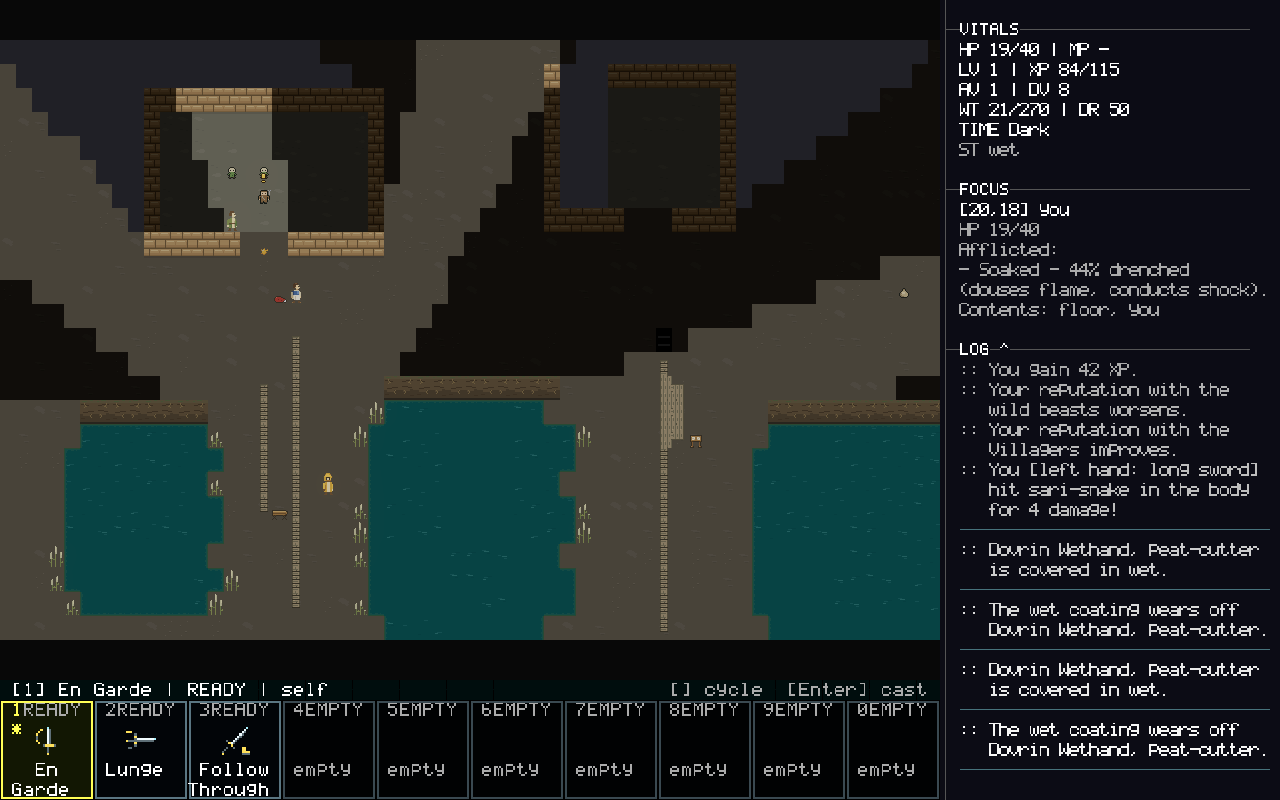 VITALS
HP 19/40 | MP -
LV 1 | XP 84/115
AV 1 | DV 8
WT 21/270 | DR 50
TIME Dark
ST wet
FOCUS
[20,18] You
HP 19/40
Afflicted:
- Soaked - 44% drenched
(douses flame, conducts shock).
Contents: floor, You
LOG ^
:: You gain 42 XP.
:: Your rePutation with the
wild beasts worsens.
:: Your rePutation with the
Villagers imProves.
:: You [left hand: long sword]
hit sari-snake in the body
for 4 damage!
:: Dovrin Wethand, Peat-cutter
is covered in wet.
:: The wet coating wears off
Dovrin Wethand, Peat-cutter.
:: Dovrin Wethand, Peat-cutter
is covered in wet.
:: The wet coating wears off
Dovrin Wethand, Peat-cutter.
[1] En Garde | READY | self
[] cycle [Enter] cast
1READY 2READY 3READY 4EMPTY 5EMPTY 6EMPTY 7EMPTY 8EMPTY 9EMPTY 0EMPTY
*
En Garde
Lunge
Follow Through
emPty emPty emPty emPty emPty emPty emPty